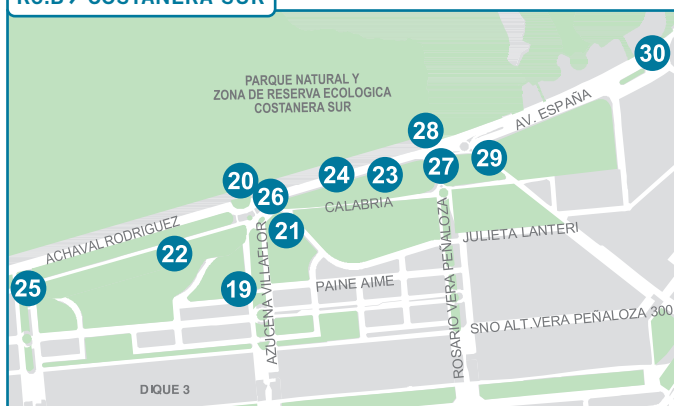 COSTANERA SUR
PARQUE NATURAL Y
ZONA DE RESERVA ECOLOGICA
COSTANERA SUR
30
AV. ESPAÑA
28
29
27
24
23
20
26
CALABRIA
21
ACHAVAL RODRIGUEZ
22
JULIETA LANTERI
25
19
PAINE AIME
AZUCENA VILLAFLOR
ROSARIO VERA PEÑALOZA
SNO ALT.VERA PEÑALOZA 300
DIQUE 3